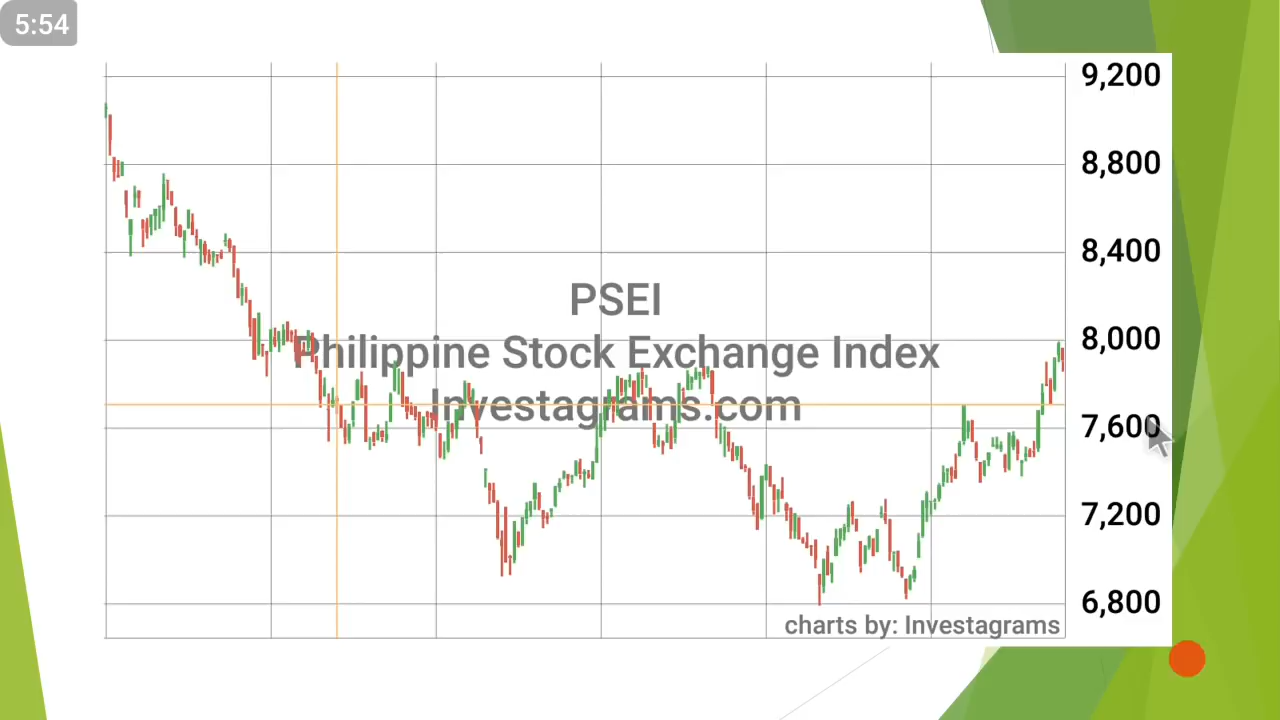 5:54
9,200
8,800
8,400
PSEI
8,000
Philippine Stock Exchange Index
Investagrams.com
7,600
7,200
6,800
charts by: Investagrams